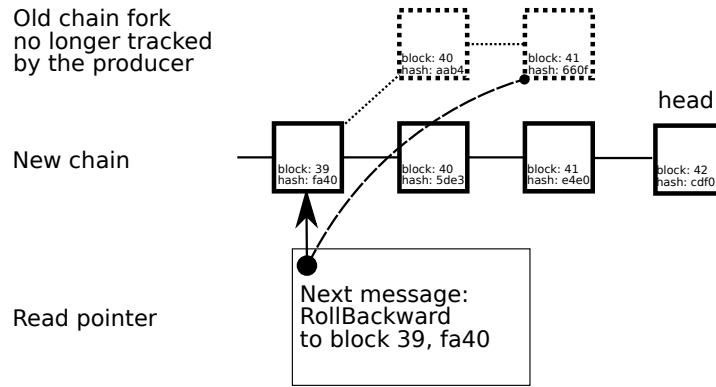 Old chain fork
no longer tracked
by the producer
block: 40
hash: aab4
block: 41
hash: 660f
head
New chain
block: 39
hash: fa40
block: 40
hash: 5de3
block: 41
hash: e4e0
block: 42
hash: cdf0
Read pointer
Next message:
RollBackward
to block 39, fa40